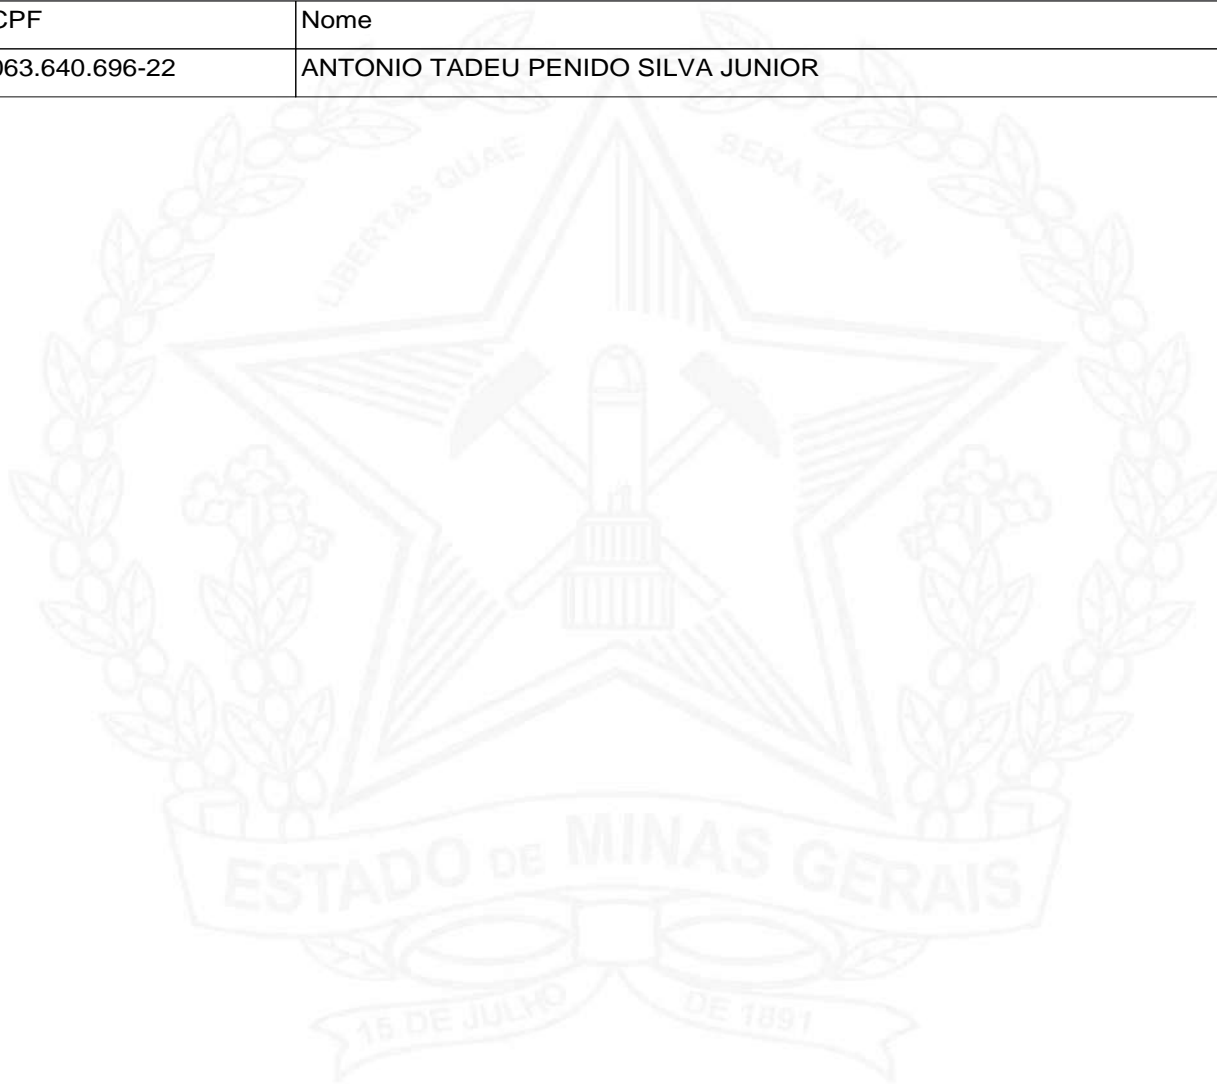 CPF Nome
063.640.696-22 ANTONIO TADEU PENIDO SILVA JUNIOR
LIBERTAS QUAE SERA TAMEN
ESTADO DE MINAS GERAIS
15 DE JULHO DE 1891